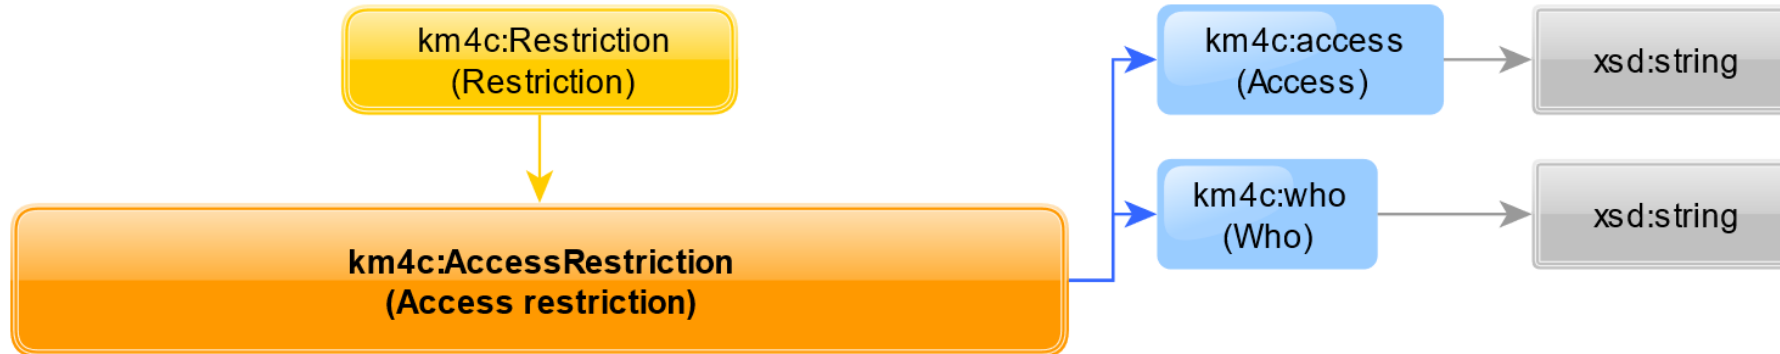 km4c:Restriction
(Restriction)
km4c:access
(Access)
xsd:string
km4c:who
(Who)
xsd:string
km4c:AccessRestriction
(Access restriction)